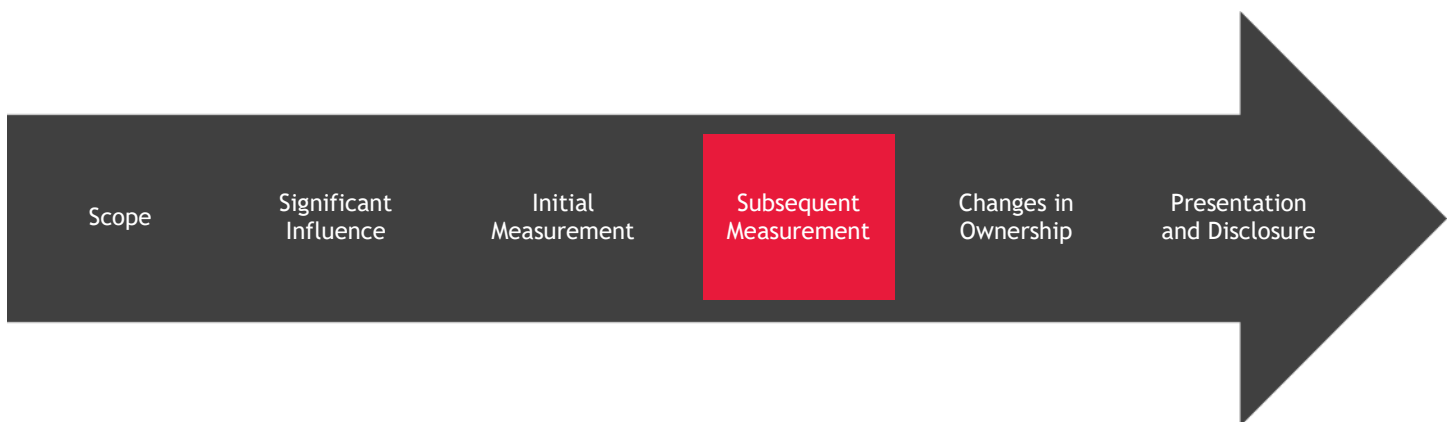 Scope
Significant
Influence
Initial
Measurement
Subsequent
Measurement
Changes in
Ownership
Presentation
and Disclosure